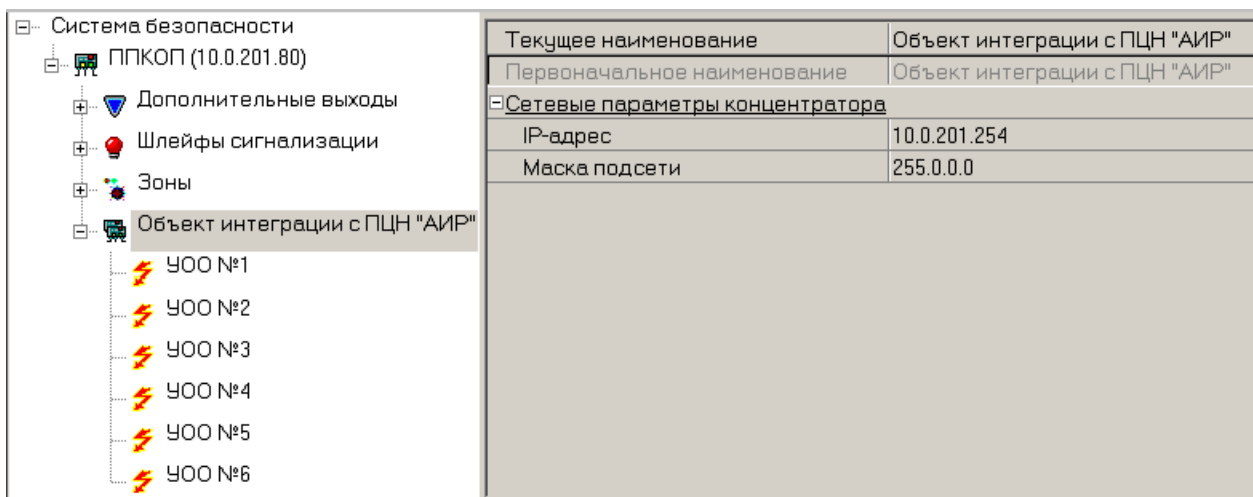 Система безопасности
ППКОП (10.0.201.80)
Дополнительные выходы
Шлейфы сигнализации
Зоны
Объект интеграции с ПЦН "АИР"
УОО №1
УОО №2
УОО №3
УОО №4
УОО №5
УОО №6
Текущее наименование Объект интеграции с ПЦН "АИР"
Первоначальное наименование Объект интеграции с ПЦН "АИР"
Сетевые параметры концентратора
IP-адрес 10.0.201.254
Маска подсети 255.0.0.0